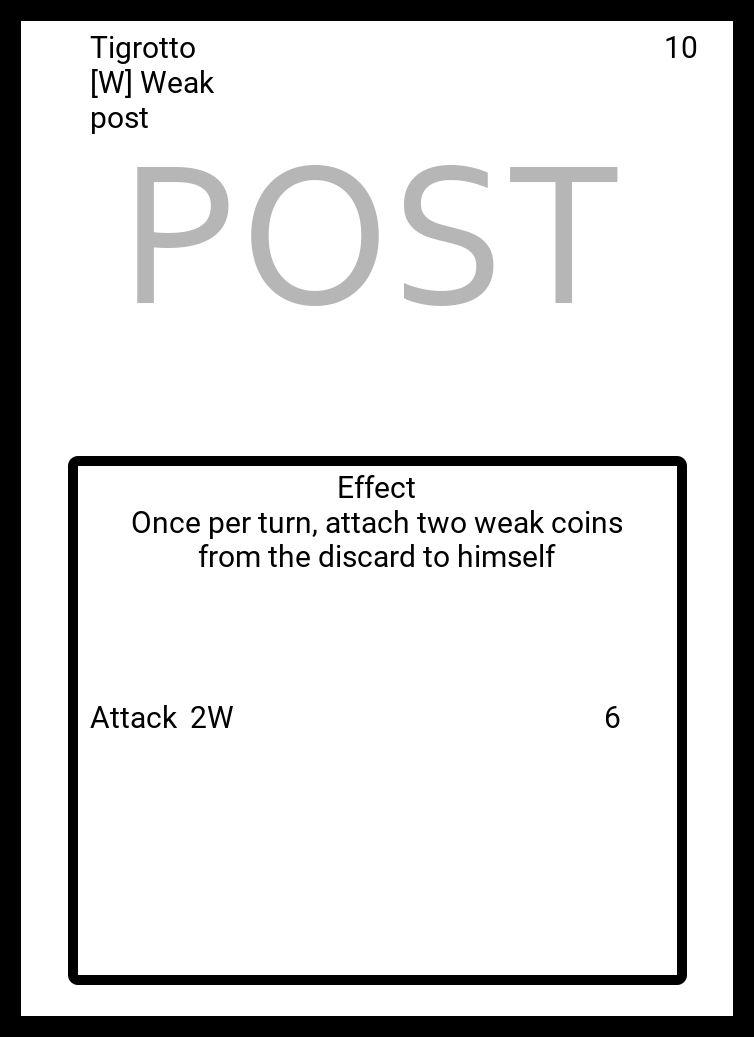 Tigrotto 10
[W] Weak
post
POST
Effect
Once per turn, attach two weak coins
from the discard to himself
Attack 2W 6